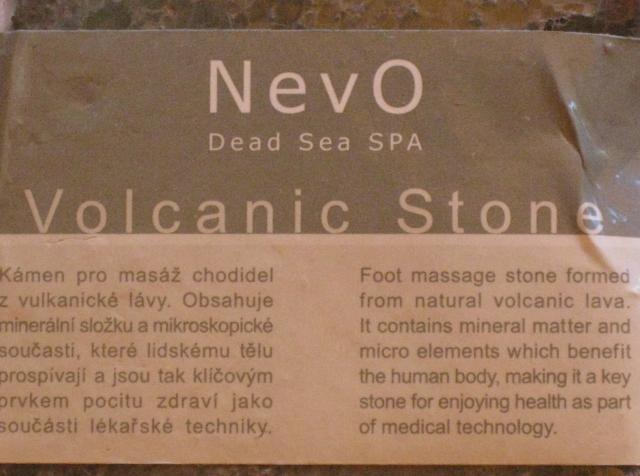 NevO
Dead Sea SPA
Volcanic Stone
Kámen pro masáž chodidel
z vulkanické lávy. Obsahuje
minerální složku a mikroskopické
současti, které lidskému tělu
prospívají a jsou tak klíčovým
prvkem pocitu zdraví jako
součásti lékařské techniky.
Foot massage stone formed
from natural volcanic lava.
It contains mineral matter and
micro elements which benefit
the human body, making it a key
stone for enjoying health as part
of medical technology.